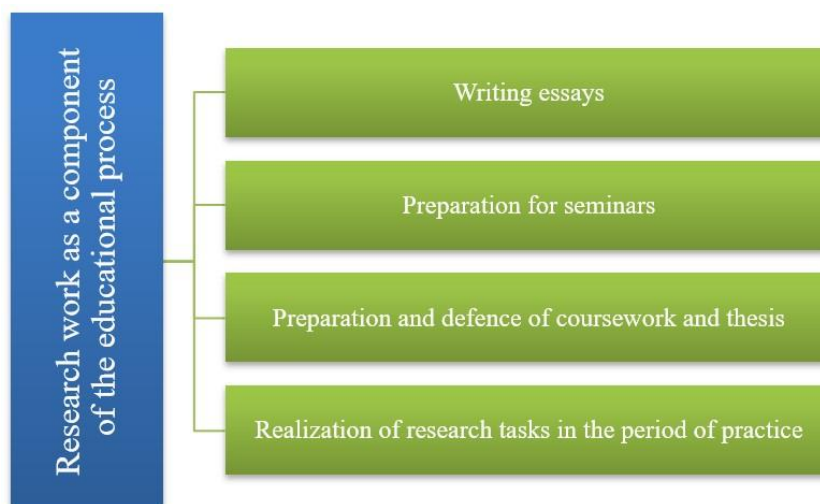 Research work as a component
of the educational process
Writing essays
Preparation for seminars
Preparation and defence of coursework and thesis
Realization of research tasks in the period of practice